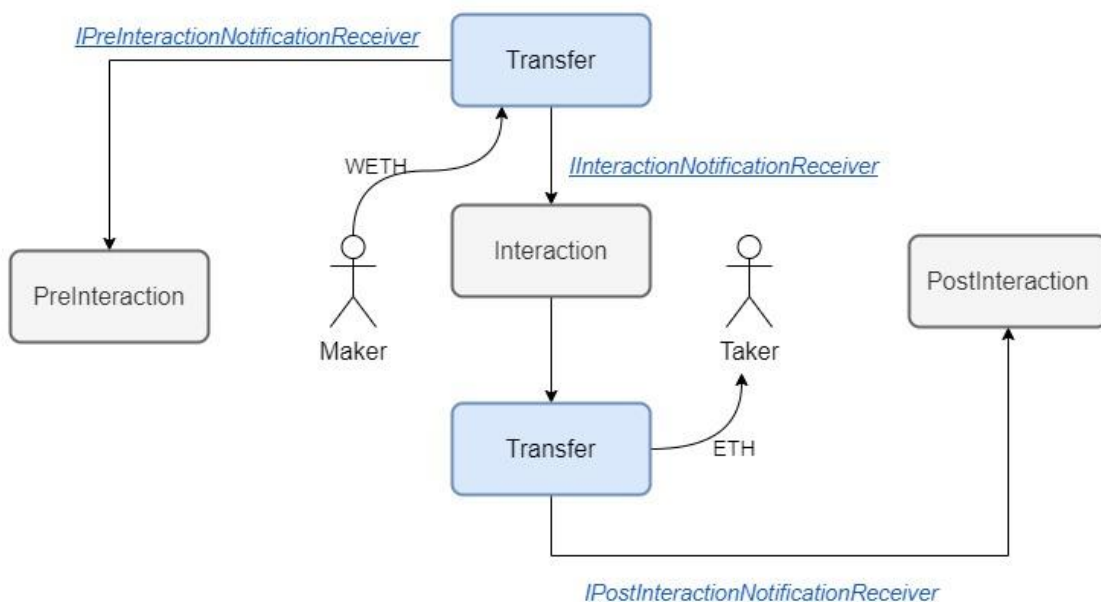 IPreInteractionNotificationReceiver
Transfer
WETH
IInteractionNotificationReceiver
PreInteraction
Maker
Interaction
Taker
PostInteraction
Transfer
ETH
IPostInteractionNotificationReceiver